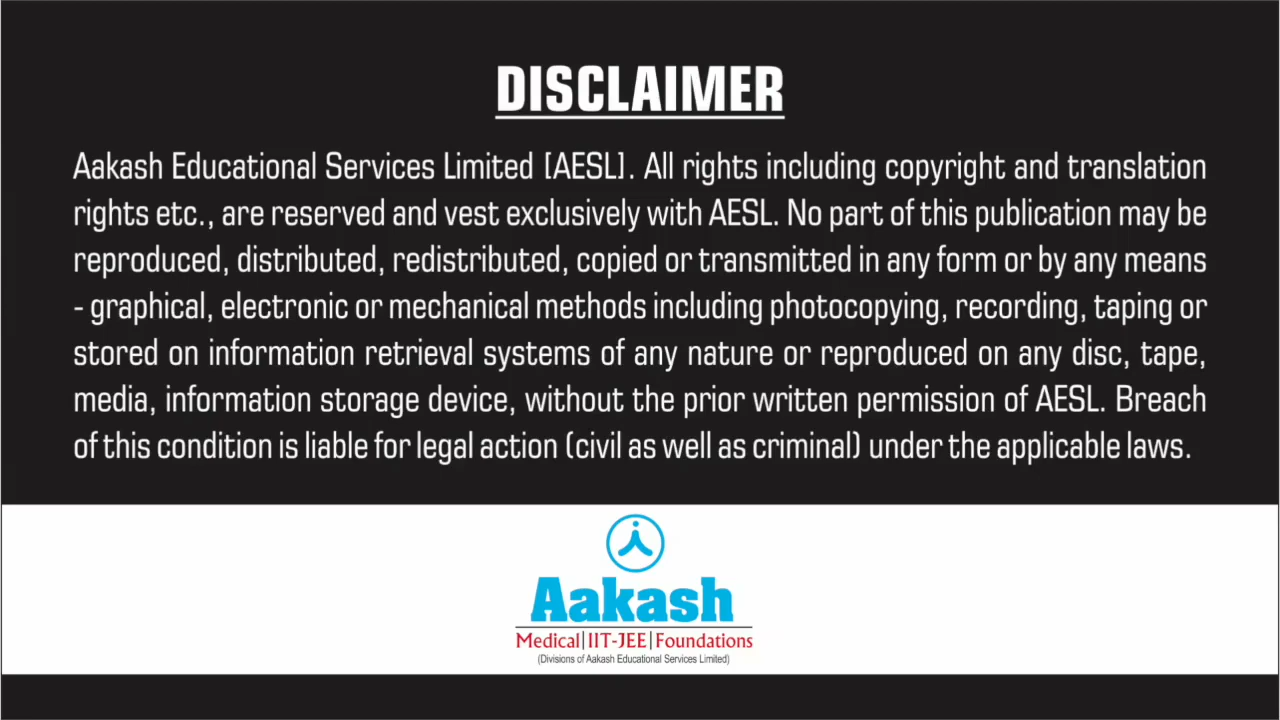 DISCLAIMER
Aakash Educational Services Limited [AESL]. All rights including copyright and translation
rights etc., are reserved and vest exclusively with AESL. No part of this publication may be
reproduced, distributed, redistributed, copied or transmitted in any form or by any means
- graphical, electronic or mechanical methods including photocopying, recording, taping or
stored on information retrieval systems of any nature or reproduced on any disc, tape,
media, information storage device, without the prior written permission of AESL. Breach
of this condition is liable for legal action (civil as well as criminal) under the applicable laws.
Aakash
Medical|IIT-JEE|Foundations
(Divisions of Aakash Educational Services Limited)